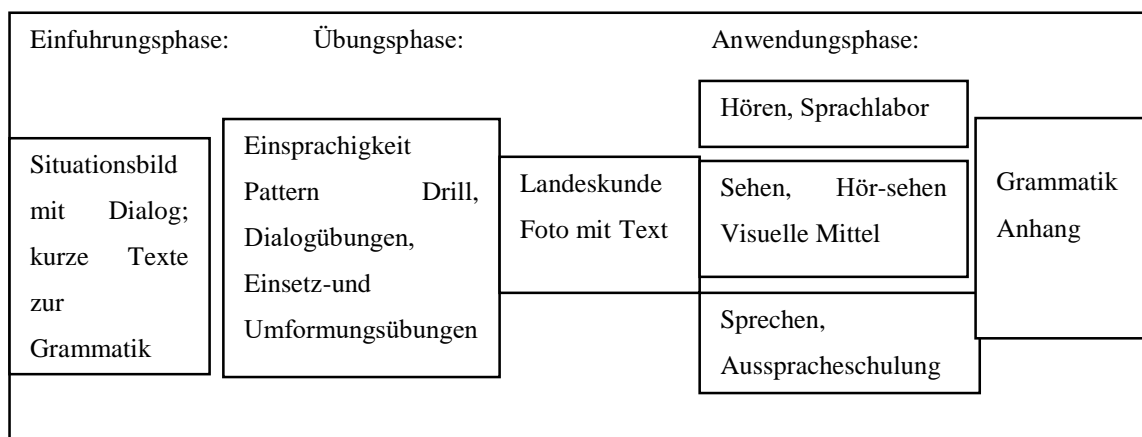 Einfuhrungsphase: Übungsphase: Anwendungsphase:
Situationsbild
mit Dialog;
kurze Texte
zur
Grammatik
Einsprachigkeit
Pattern Drill,
Dialogübungen,
Einsetz-und
Umformungsübungen
Landeskunde
Foto mit Text
Hören, Sprachlabor
Sehen, Hör-sehen
Visuelle Mittel
Sprechen,
Ausspracheschulung
Grammatik
Anhang